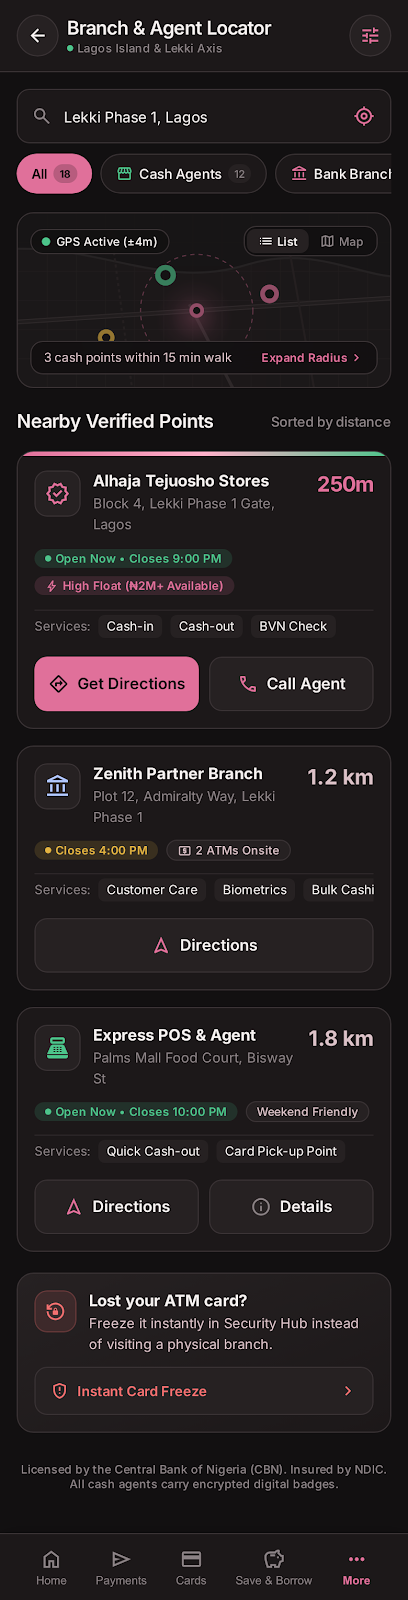 Branch & Agent Locator
Lagos Island & Lekki Axis
Lekki Phase 1, Lagos
All 18
Cash Agents 12
Bank Branch
GPS Active (±4m)
List
Map
3 cash points within 15 min walk
Expand Radius
Nearby Verified Points
Sorted by distance
Alhaja Tejuosho Stores
250m
Block 4, Lekki Phase 1 Gate,
Lagos
Open Now • Closes 9:00 PM
High Float (₦2M+ Available)
Services: Cash-in Cash-out BVN Check
Get Directions
Call Agent
Zenith Partner Branch
1.2 km
Plot 12, Admiralty Way, Lekki
Phase 1
Closes 4:00 PM
2 ATMs Onsite
Services: Customer Care Biometrics Bulk Cashi
Directions
Express POS & Agent
1.8 km
Palms Mall Food Court, Bisway
St
Open Now • Closes 10:00 PM
Weekend Friendly
Services: Quick Cash-out Card Pick-up Point
Directions
Details
Lost your ATM card?
Freeze it instantly in Security Hub instead
of visiting a physical branch.
Instant Card Freeze
Licensed by the Central Bank of Nigeria (CBN). Insured by NDIC.
All cash agents carry encrypted digital badges.
Home
Payments
Cards
Save & Borrow
More